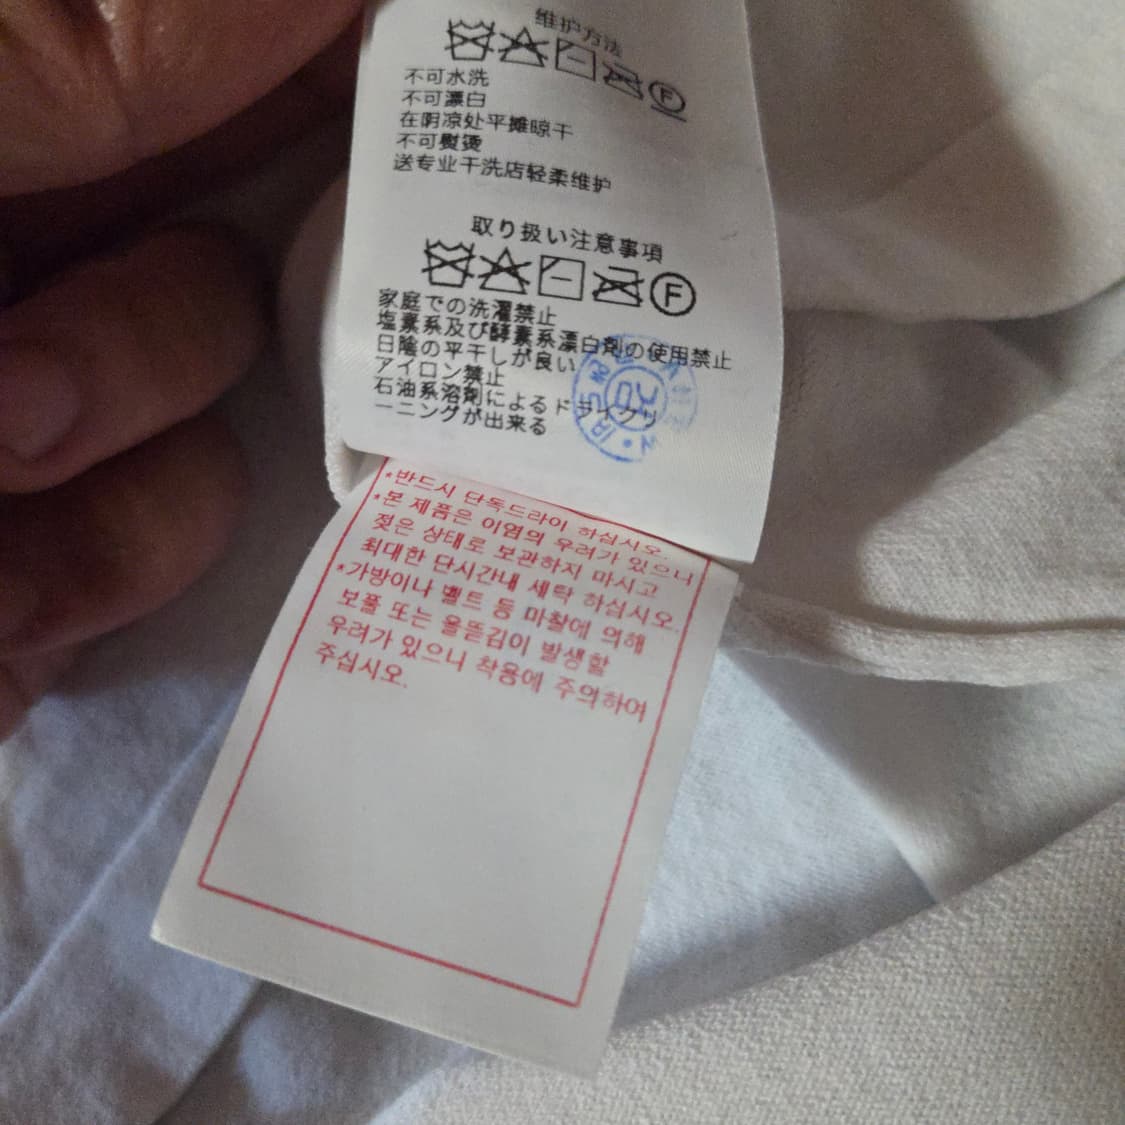 维护方法
F
不可水洗
不可漂白
在阴凉处平摊晾干
不可熨烫
送专业干洗店轻柔维护
取り扱い注意事項
F
家庭での洗濯禁止
塩素系及び酵素系漂白剤の使用禁止
日陰の平干しが良い
アイロン禁止
石油系溶剤によるドライクリ
ーニングが出来る
*반드시 단독드라이 하십시오.
*본 제품은 이염의 우려가 있으니
젖은 상태로 보관하지 마시고
최대한 단시간내 세탁 하십시오.
*가방이나 벨트 등 마찰에 의해
보풀 또는 올뜯김이 발생할
우려가 있으니 착용에 주의하여
주십시오.